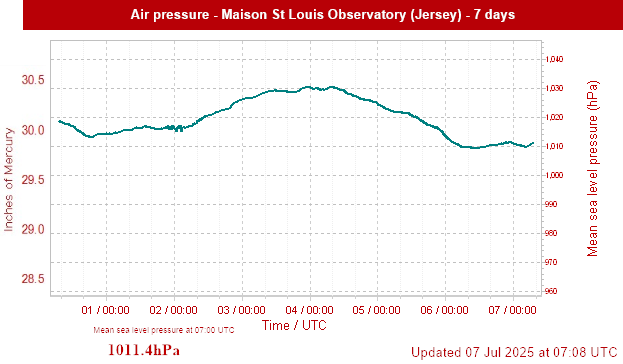 Air pressure - Maison St Louis Observatory (Jersey) - 7 days
Inches of Mercury
30.5
30.0
29.5
29.0
28.5
1,040
1,030
1,020
1,010
1,000
990
980
970
960
Mean sea level pressure (hPa)
01 / 00:00 02 / 00:00 03 / 00:00 04 / 00:00 05 / 00:00 06 / 00:00 07 / 00:00
Time / UTC
Mean sea level pressure at 07:00 UTC
1011.4hPa
Updated 07 Jul 2025 at 07:08 UTC